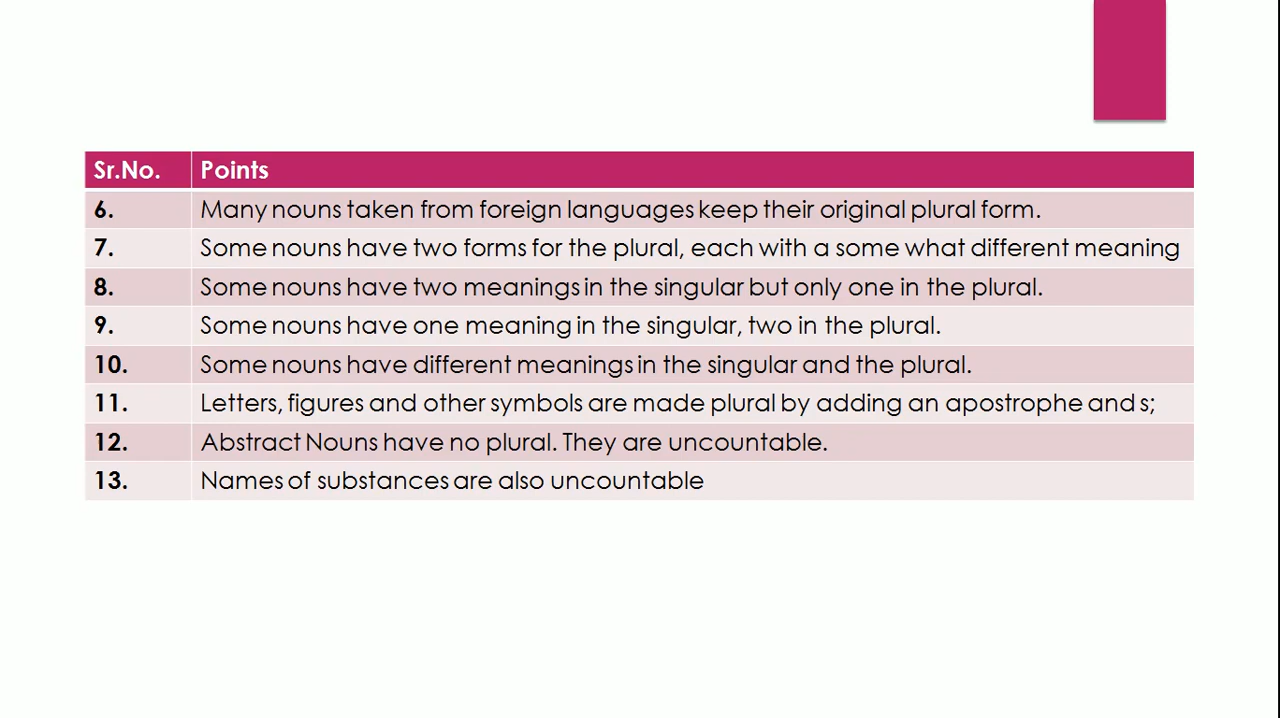 Sr.No. Points
6. Many nouns taken from foreign languages keep their original plural form.
7. Some nouns have two forms for the plural, each with a some what different meaning
8. Some nouns have two meanings in the singular but only one in the plural.
9. Some nouns have one meaning in the singular, two in the plural.
10. Some nouns have different meanings in the singular and the plural.
11. Letters, figures and other symbols are made plural by adding an apostrophe and s;
12. Abstract Nouns have no plural. They are uncountable.
13. Names of substances are also uncountable